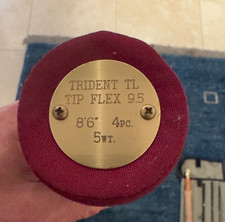 TRIDENT TL
TIP FLEX 9.5
8'6" 4PC.
5WT.